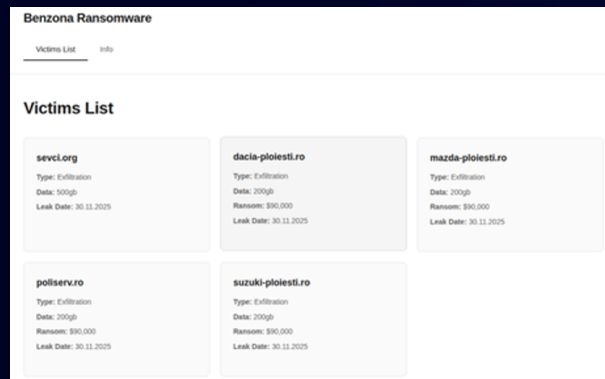 Benzona Ransomware
Victims List Info
Victims List
sevci.org
Type: Exfiltration
Data: 500gb
Leak Date: 30.11.2025
dacia-ploiesti.ro
Type: Exfiltration
Data: 200gb
Ransom: $90,000
Leak Date: 30.11.2025
mazda-ploiesti.ro
Type: Exfiltration
Data: 200gb
Ransom: $90,000
Leak Date: 30.11.2025
poliserv.ro
Type: Exfiltration
Data: 200gb
Ransom: $90,000
Leak Date: 30.11.2025
suzuki-ploiesti.ro
Type: Exfiltration
Data: 200gb
Ransom: $90,000
Leak Date: 30.11.2025